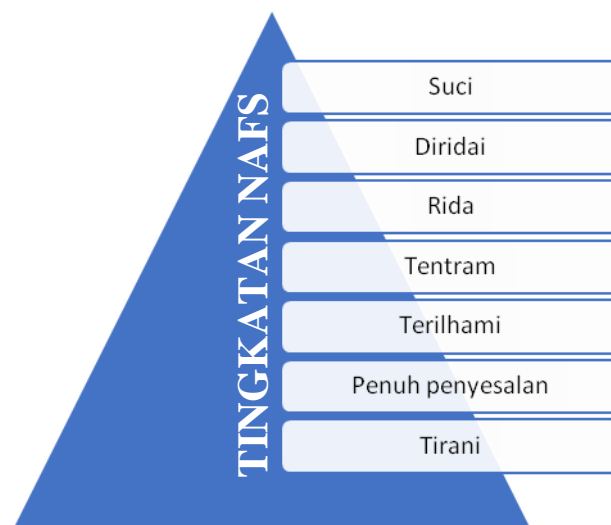 TINGKATAN NAFS
Suci
Diridai
Rida
Tentram
Terilhami
Penuh penyesalan
Tirani